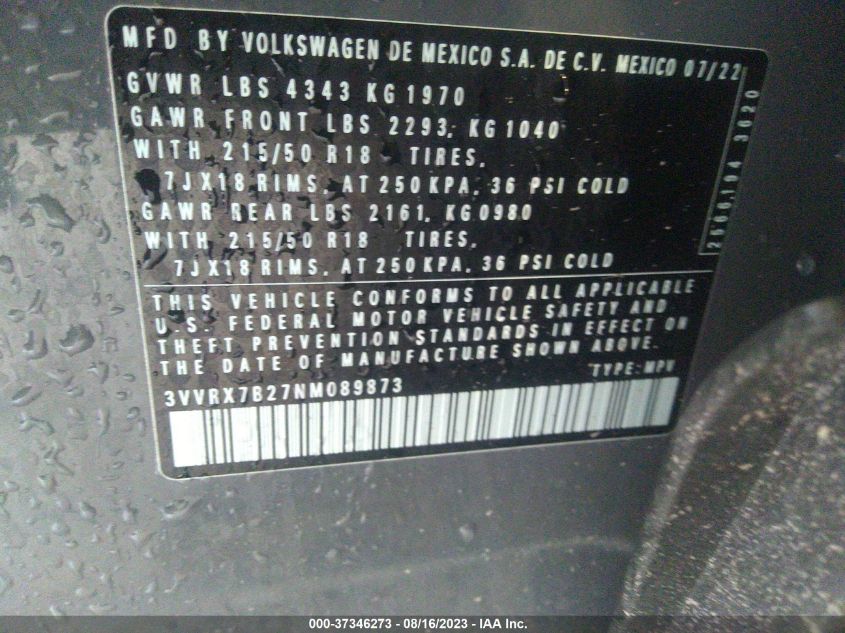 MFD BY VOLKSWAGEN DE MEXICO S.A. DE C.V. MEXICO 07/22
GVWR LBS 4343 KG 1970
GAWR FRONT LBS 2293. KG 1040
WITH 215/50 R18 TIRES.
7JX18 RIMS. AT 250 KPA. 36 PSI COLD
GAWR REAR LBS 2161. KG0980
WITH 215/50 R18 TIRES.
7JX18 RIMS. AT 250 KPA. 36 PSI COLD
THIS VEHICLE CONFORMS TO ALL APPLICABLE
U.S. FEDERAL MOTOR VEHICLE SAFETY AND
THEFT PREVENTION STANDARDS IN EFFECT ON
THE DATE OF MANUFACTURE SHOWN ABOVE.
TYPE: MPV
3VVRX7B27NM089873
000-37346273 - 08/16/2023 - IAA Inc.